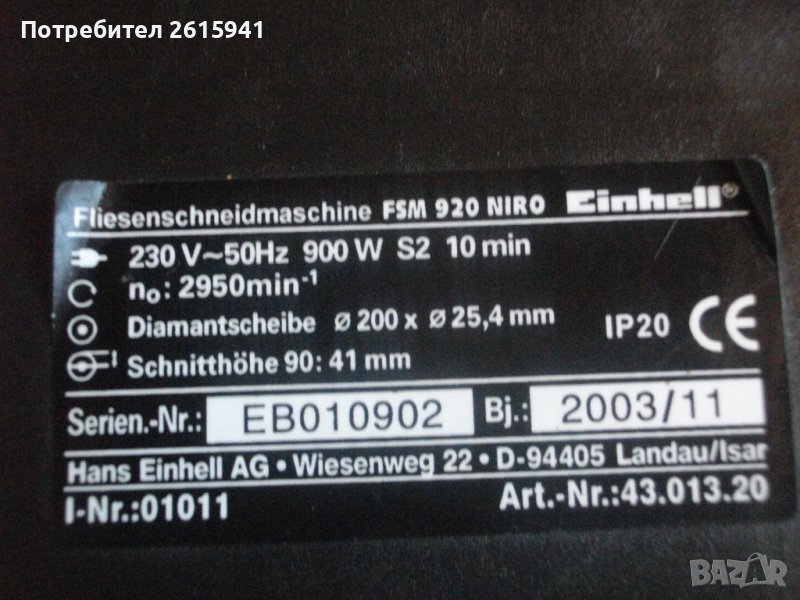 Потребител 2615941
Fliesenschneidmaschine FSM 920 NIRO Einhell®
230 V~50Hz 900 W S2 10 min
n₀: 2950min⁻¹
Diamantscheibe ø 200 x ø 25,4 mm IP20 CE
Schnitthöhe 90: 41 mm
Serien.-Nr.: EB010902 Bj.: 2003/11
Hans Einhell AG • Wiesenweg 22 • D-94405 Landau/Isar
I-Nr.:01011 Art.-Nr.:43.013.20
BAZAR